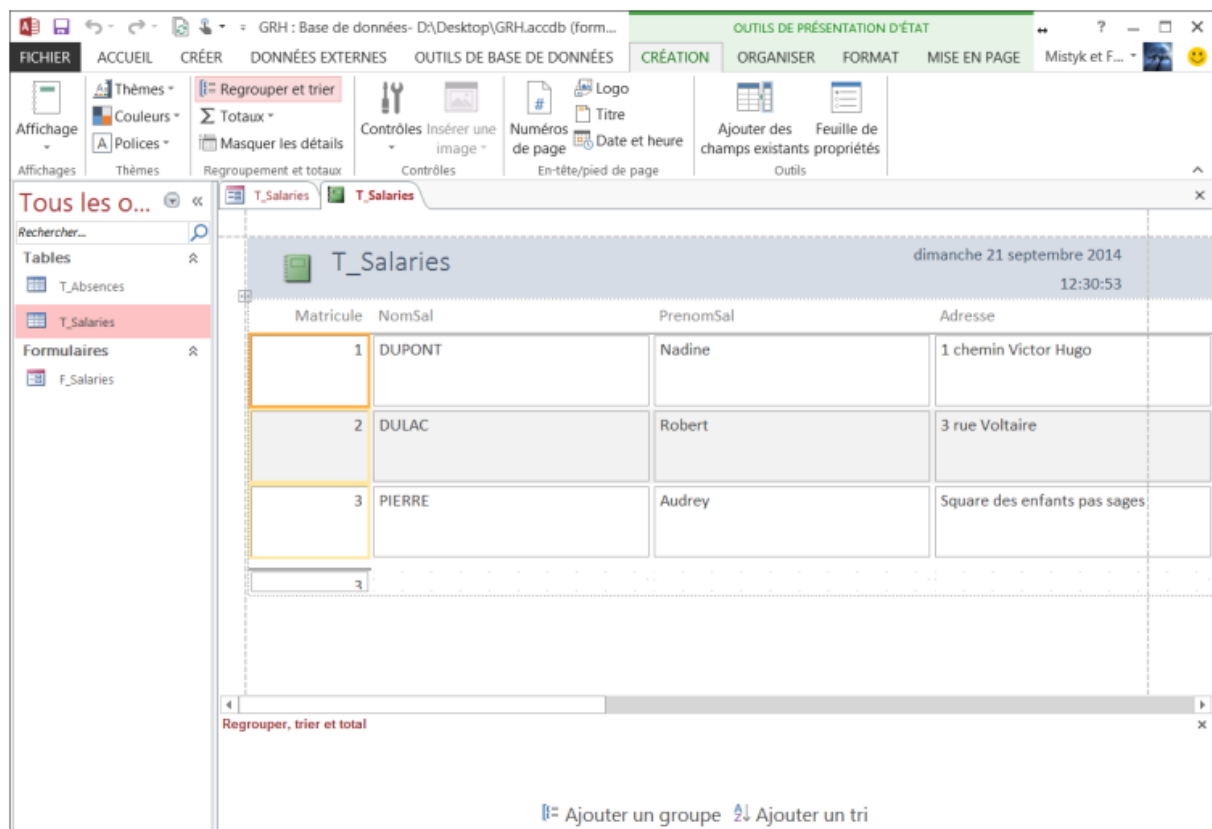 GRH : Base de données- D:\Desktop\GRH.accdb (form...
OUTILS DE PRÉSENTATION D'ÉTAT
?
FICHIER ACCUEIL CRÉER DONNÉES EXTERNES OUTILS DE BASE DE DONNÉES CRÉATION ORGANISER FORMAT MISE EN PAGE Mistyk et F...
Affichage
Thèmes
Couleurs
A Polices
Regrouper et trier
Σ Totaux
Masquer les détails
Contrôles
Insérer une
image
Numéros
de page
Logo
Titre
Date et heure
Ajouter des
champs existants
Feuille de
propriétés
Affichages Thèmes Regroupement et totaux Contrôles En-tête/pied de page Outils
Tous les o... «
Rechercher...
Tables
T_Absences
T_Salaries
Formulaires
F_Salaries
T_Salaries T_Salaries
T_Salaries
dimanche 21 septembre 2014
12:30:53
Matricule NomSal PrenomSal Adresse
1 DUPONT Nadine 1 chemin Victor Hugo
2 DULAC Robert 3 rue Voltaire
3 PIERRE Audrey Square des enfants pas sages
3
Regrouper, trier et total
Ajouter un groupe Ajouter un tri